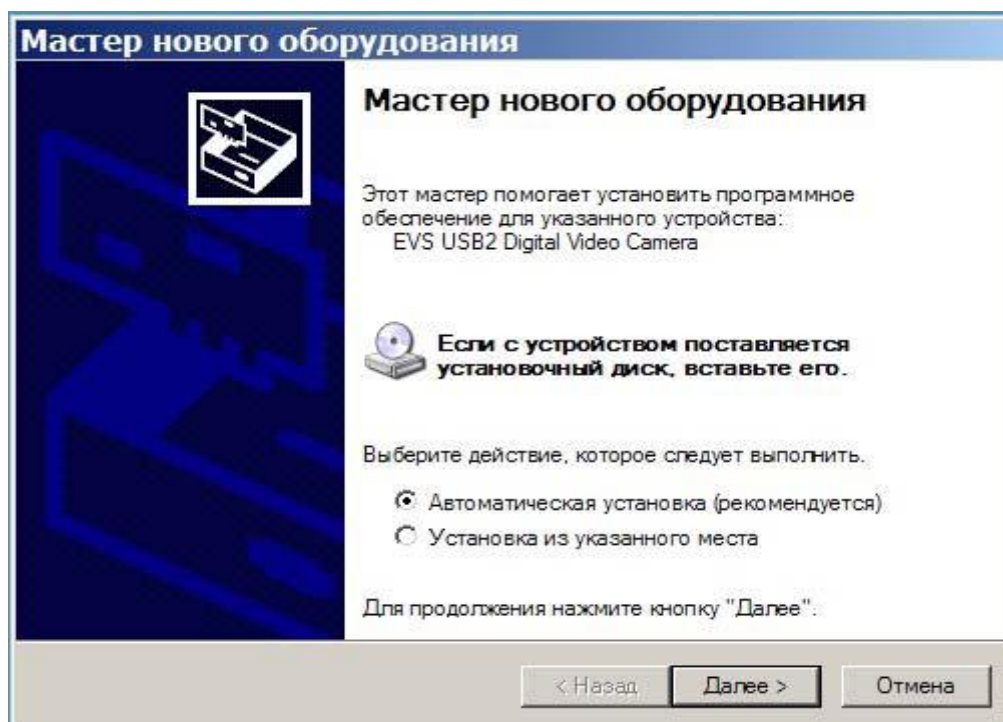 Мастер нового оборудования
Мастер нового оборудования
Этот мастер помогает установить программное
обеспечение для указанного устройства:
EVS USB2 Digital Video Camera
Если с устройством поставляется
установочный диск, вставьте его.
Выберите действие, которое следует выполнить.
Автоматическая установка (рекомендуется)
Установка из указанного места
Для продолжения нажмите кнопку "Далее".
< Назад Далее > Отмена